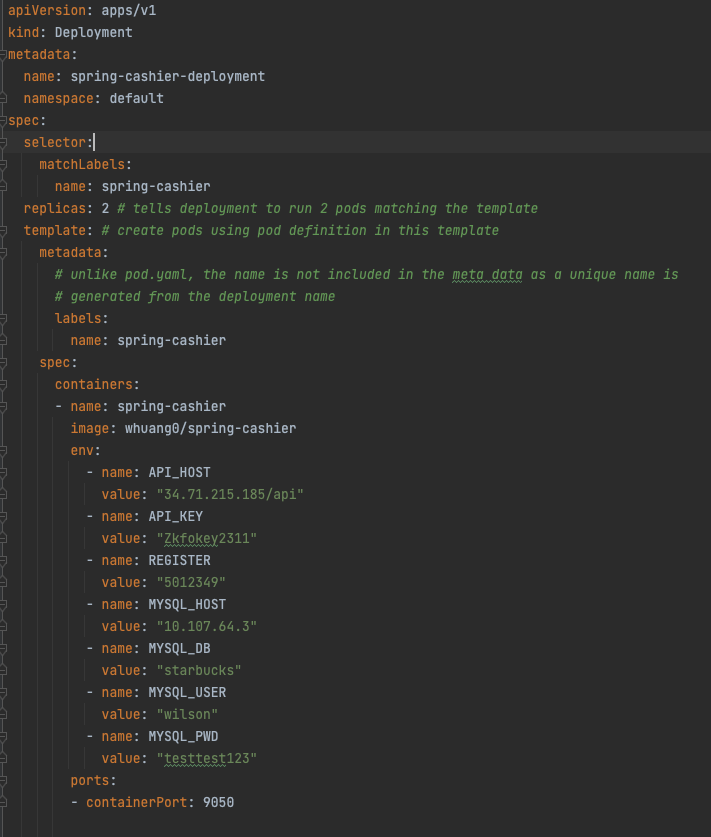 apiVersion: apps/v1
kind: Deployment
metadata:
  name: spring-cashier-deployment
  namespace: default
spec:
  selector:
    matchLabels:
      name: spring-cashier
  replicas: 2 # tells deployment to run 2 pods matching the template
  template: # create pods using pod definition in this template
    metadata:
      # unlike pod.yaml, the name is not included in the meta data as a unique name is
      # generated from the deployment name
      labels:
        name: spring-cashier
    spec:
      containers:
      - name: spring-cashier
        image: whuang0/spring-cashier
        env:
          - name: API_HOST
            value: "34.71.215.185/api"
          - name: API_KEY
            value: "Zkfokey2311"
          - name: REGISTER
            value: "5012349"
          - name: MYSQL_HOST
            value: "10.107.64.3"
          - name: MYSQL_DB
            value: "starbucks"
          - name: MYSQL_USER
            value: "wilson"
          - name: MYSQL_PWD
            value: "testtest123"
        ports:
        - containerPort: 9050